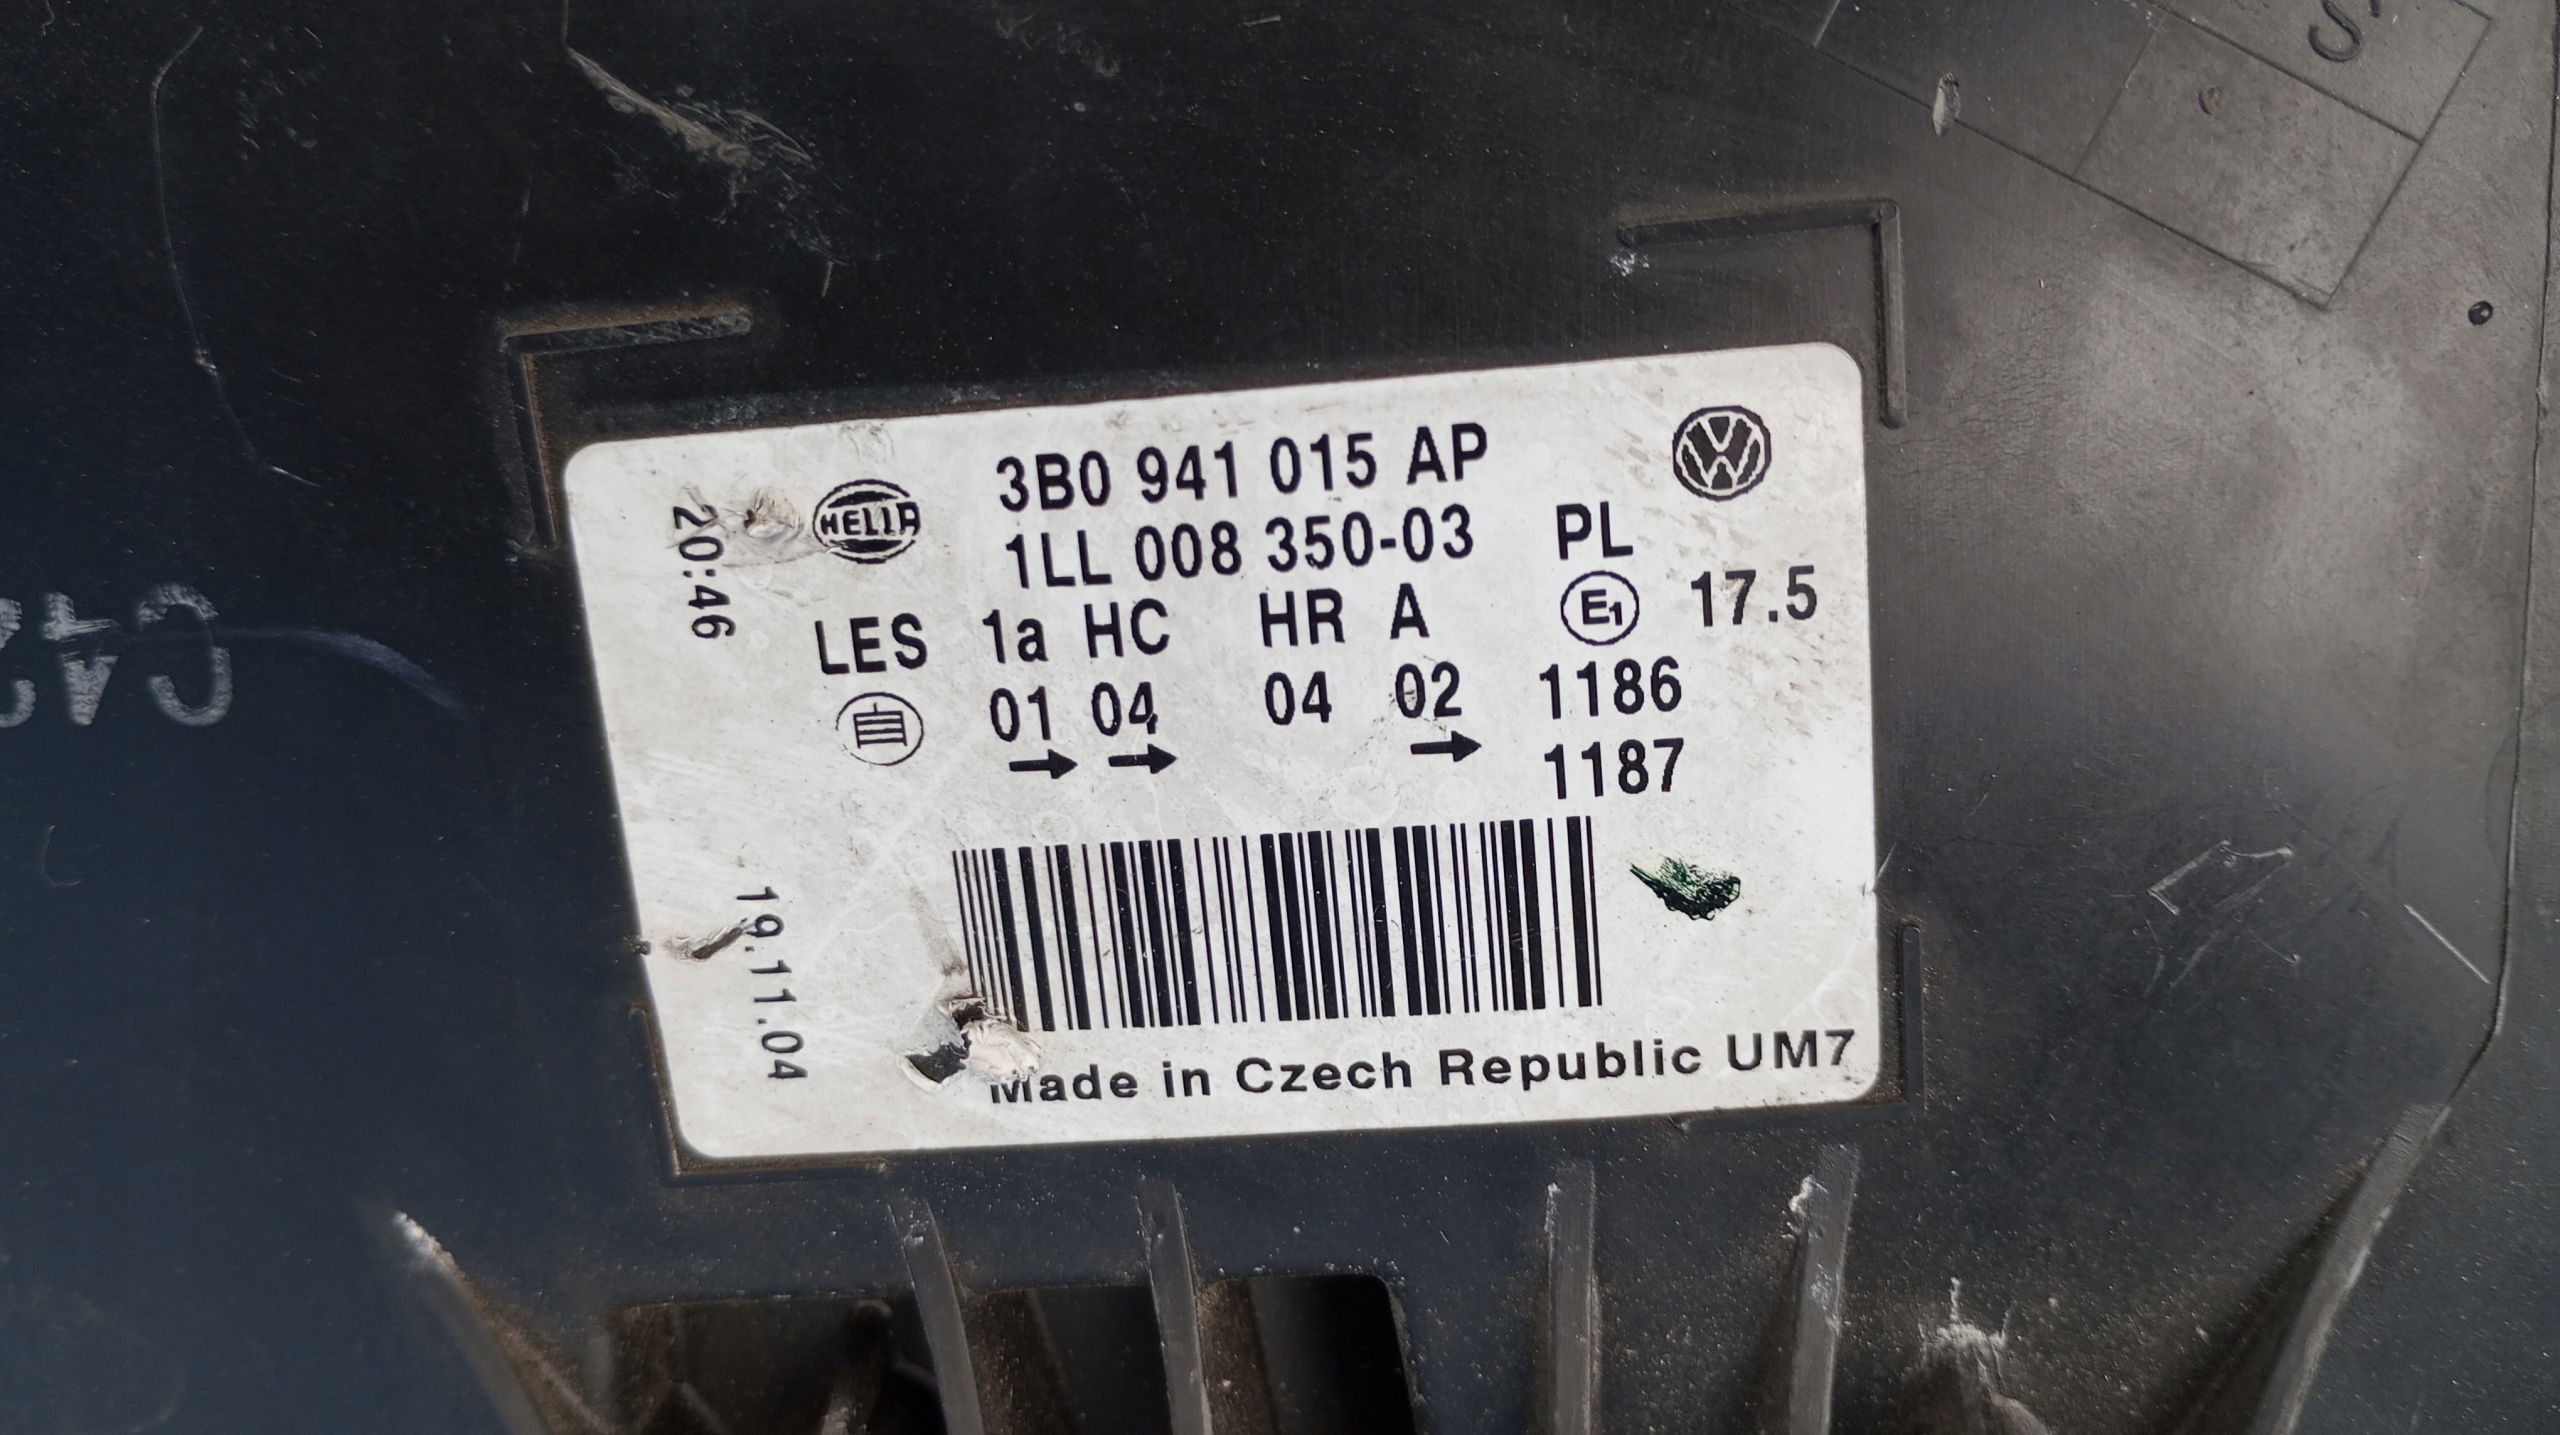 3B0 941 015 AP
HELLA
1LL 008 350-03 PL
LES 1a HC HR A E1 17.5
01 04 04 02 1186
1187
20:46
19.11.04
Made in Czech Republic UM7